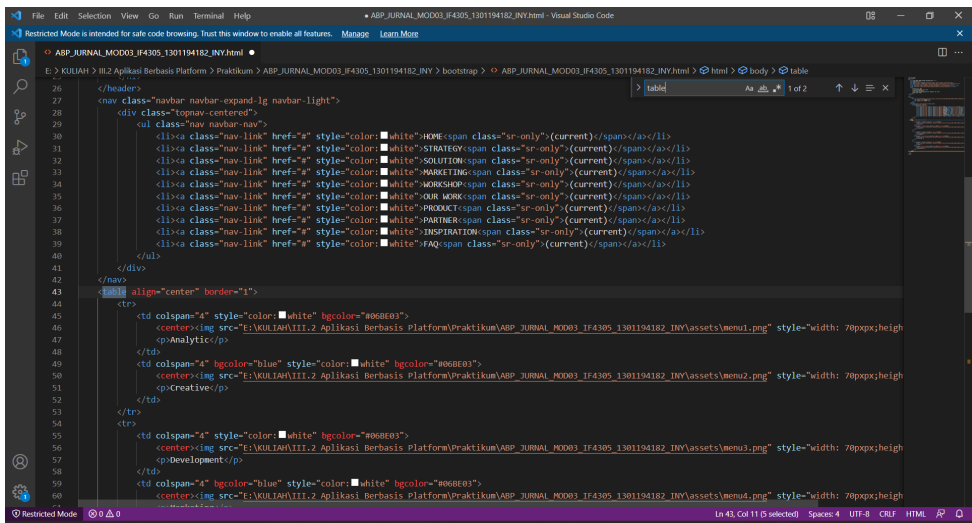 File Edit Selection View Go Run Terminal Help
● ABP_JURNAL_MOD03_IF4305_1301194182_INY.html - Visual Studio Code
Restricted Mode is intended for safe code browsing. Trust this window to enable all features. Manage Learn More
ABP_JURNAL_MOD03_IF4305_1301194182_INY.html ●
E: > KULIAH > III.2 Aplikasi Berbasis Platform > Praktikum > ABP_JURNAL_MOD03_IF4305_1301194182_INY > bootstrap > ABP_JURNAL_MOD03_IF4305_1301194182_INY.html > html > body > table
table Aa ab 1 of 2
26 </header>
27 <nav class="navbar navbar-expand-lg navbar-light">
28 <div class="topnav-centered">
29 <ul class="nav navbar-nav">
30 <li><a class="nav-link" href="#" style="color:white">HOME<span class="sr-only">(current)</span></a></li>
31 <li><a class="nav-link" href="#" style="color:white">STRATEGY<span class="sr-only">(current)</span></a></li>
32 <li><a class="nav-link" href="#" style="color:white">SOLUTION<span class="sr-only">(current)</span></a></li>
33 <li><a class="nav-link" href="#" style="color:white">MARKETING<span class="sr-only">(current)</span></a></li>
34 <li><a class="nav-link" href="#" style="color:white">WORKSHOP<span class="sr-only">(current)</span></a></li>
35 <li><a class="nav-link" href="#" style="color:white">OUR WORK<span class="sr-only">(current)</span></a></li>
36 <li><a class="nav-link" href="#" style="color:white">PRODUCT<span class="sr-only">(current)</span></a></li>
37 <li><a class="nav-link" href="#" style="color:white">PARTNER<span class="sr-only">(current)</span></a></li>
38 <li><a class="nav-link" href="#" style="color:white">INSPIRATION<span class="sr-only">(current)</span></a></li>
39 <li><a class="nav-link" href="#" style="color:white">FAQ<span class="sr-only">(current)</span></a></li>
40 </ul>
41 </div>
42 </nav>
43 <table align="center" border="1">
44 <tr>
45 <td colspan="4" style="color:white" bgcolor="#06BE03">
46 <center><img src="E:\KULIAH\III.2 Aplikasi Berbasis Platform\Praktikum\ABP_JURNAL_MOD03_IF4305_1301194182_INY\assets\menu1.png" style="width: 70pxpx;heigh
47 <p>Analytic</p>
48 </td>
49 <td colspan="4" bgcolor="blue" style="color:white" bgcolor="#06BE03">
50 <center><img src="E:\KULIAH\III.2 Aplikasi Berbasis Platform\Praktikum\ABP_JURNAL_MOD03_IF4305_1301194182_INY\assets\menu2.png" style="width: 70pxpx;heigh
51 <p>Creative</p>
52 </td>
53 </tr>
54 <tr>
55 <td colspan="4" style="color:white" bgcolor="#06BE03">
56 <center><img src="E:\KULIAH\III.2 Aplikasi Berbasis Platform\Praktikum\ABP_JURNAL_MOD03_IF4305_1301194182_INY\assets\menu3.png" style="width: 70pxpx;heigh
57 <p>Development</p>
58 </td>
59 <td colspan="4" bgcolor="blue" style="color:white" bgcolor="#06BE03">
60 <center><img src="E:\KULIAH\III.2 Aplikasi Berbasis Platform\Praktikum\ABP_JURNAL_MOD03_IF4305_1301194182_INY\assets\menu4.png" style="width: 70pxpx;heigh
Restricted Mode 0 0 Ln 43, Col 11 (5 selected) Spaces: 4 UTF-8 CRLF HTML